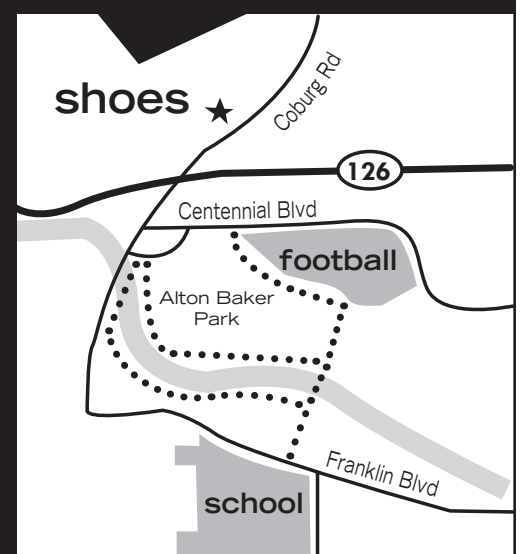 shoes
Coburg Rd
126
Centennial Blvd
football
Alton Baker
Park
Franklin Blvd
school